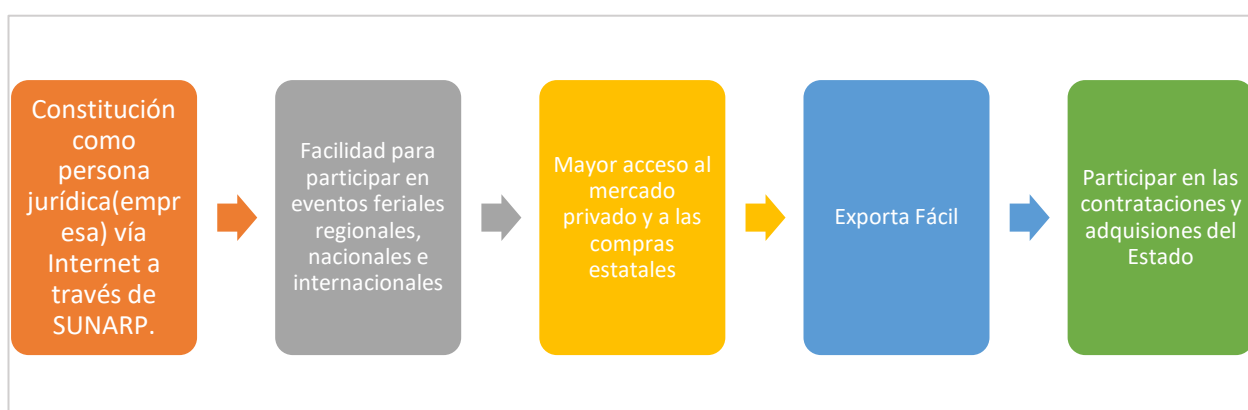 Constitución
como
persona
jurídica(empr
esa) vía
Internet a
través de
SUNARP.
Facilidad para
participar en
eventos feriales
regionales,
nacionales e
internacionales
Mayor acceso al
mercado
privado y a las
compras
estatales
Exporta Fácil
Participar en las
contrataciones y
adquisiones del
Estado